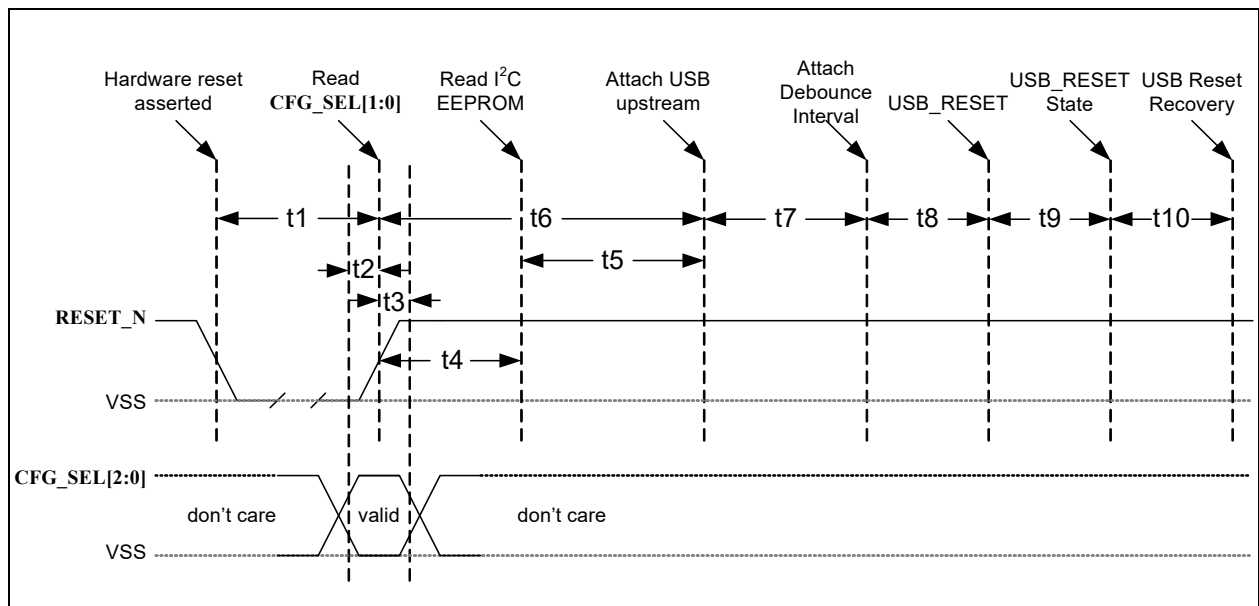 Hardware reset
asserted
Read
CFG_SEL[1:0]
Read I²C
EEPROM
Attach USB
upstream
Attach
Debounce
Interval
USB_RESET
USB_RESET
State
USB Reset
Recovery
t1
t6
t7
t8
t9
t10
t2
t5
t3
RESET_N
t4
VSS
CFG_SEL[2:0]
don't care
valid
don't care
VSS